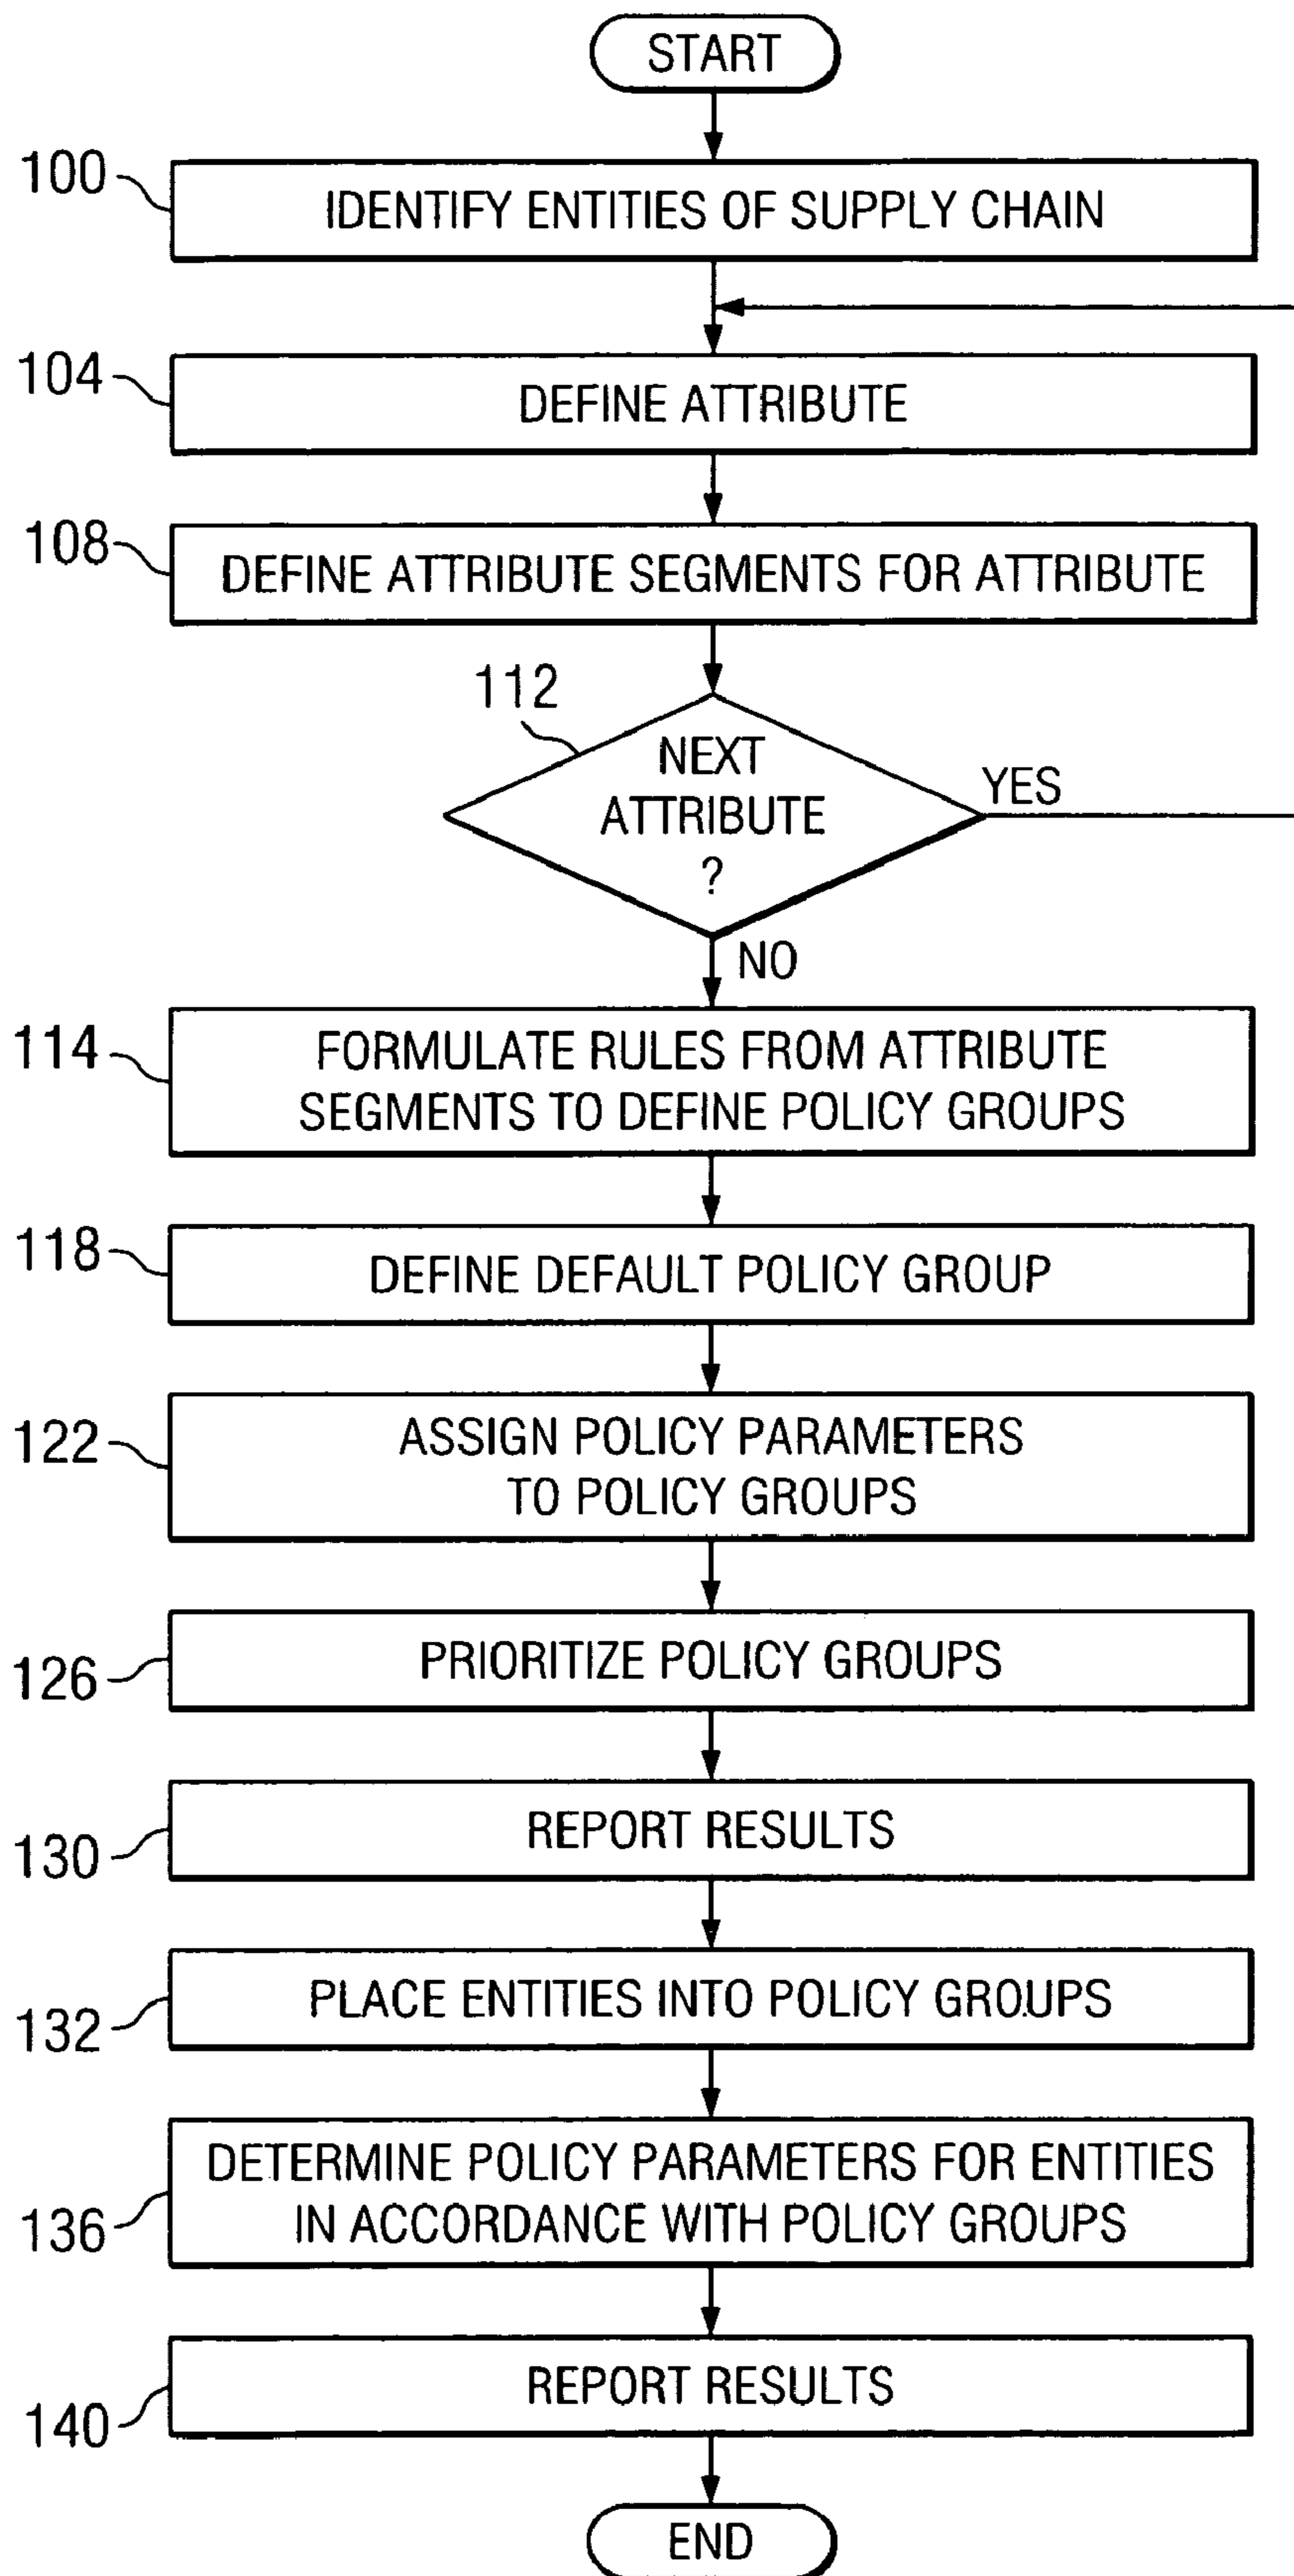 START
100
IDENTIFY ENTITIES OF SUPPLY CHAIN
104
DEFINE ATTRIBUTE
108
DEFINE ATTRIBUTE SEGMENTS FOR ATTRIBUTE
112
NEXT
ATTRIBUTE
?
YES
NO
114
FORMULATE RULES FROM ATTRIBUTE
SEGMENTS TO DEFINE POLICY GROUPS
118
DEFINE DEFAULT POLICY GROUP
122
ASSIGN POLICY PARAMETERS
TO POLICY GROUPS
126
PRIORITIZE POLICY GROUPS
130
REPORT RESULTS
132
PLACE ENTITIES INTO POLICY GROUPS
136
DETERMINE POLICY PARAMETERS FOR ENTITIES
IN ACCORDANCE WITH POLICY GROUPS
140
REPORT RESULTS
END